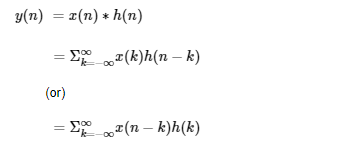 y(n) = x(n) * h(n)
= Σ_{k=-∞}^{∞} x(k)h(n - k)
(or)
= Σ_{k=-∞}^{∞} x(n - k)h(k)